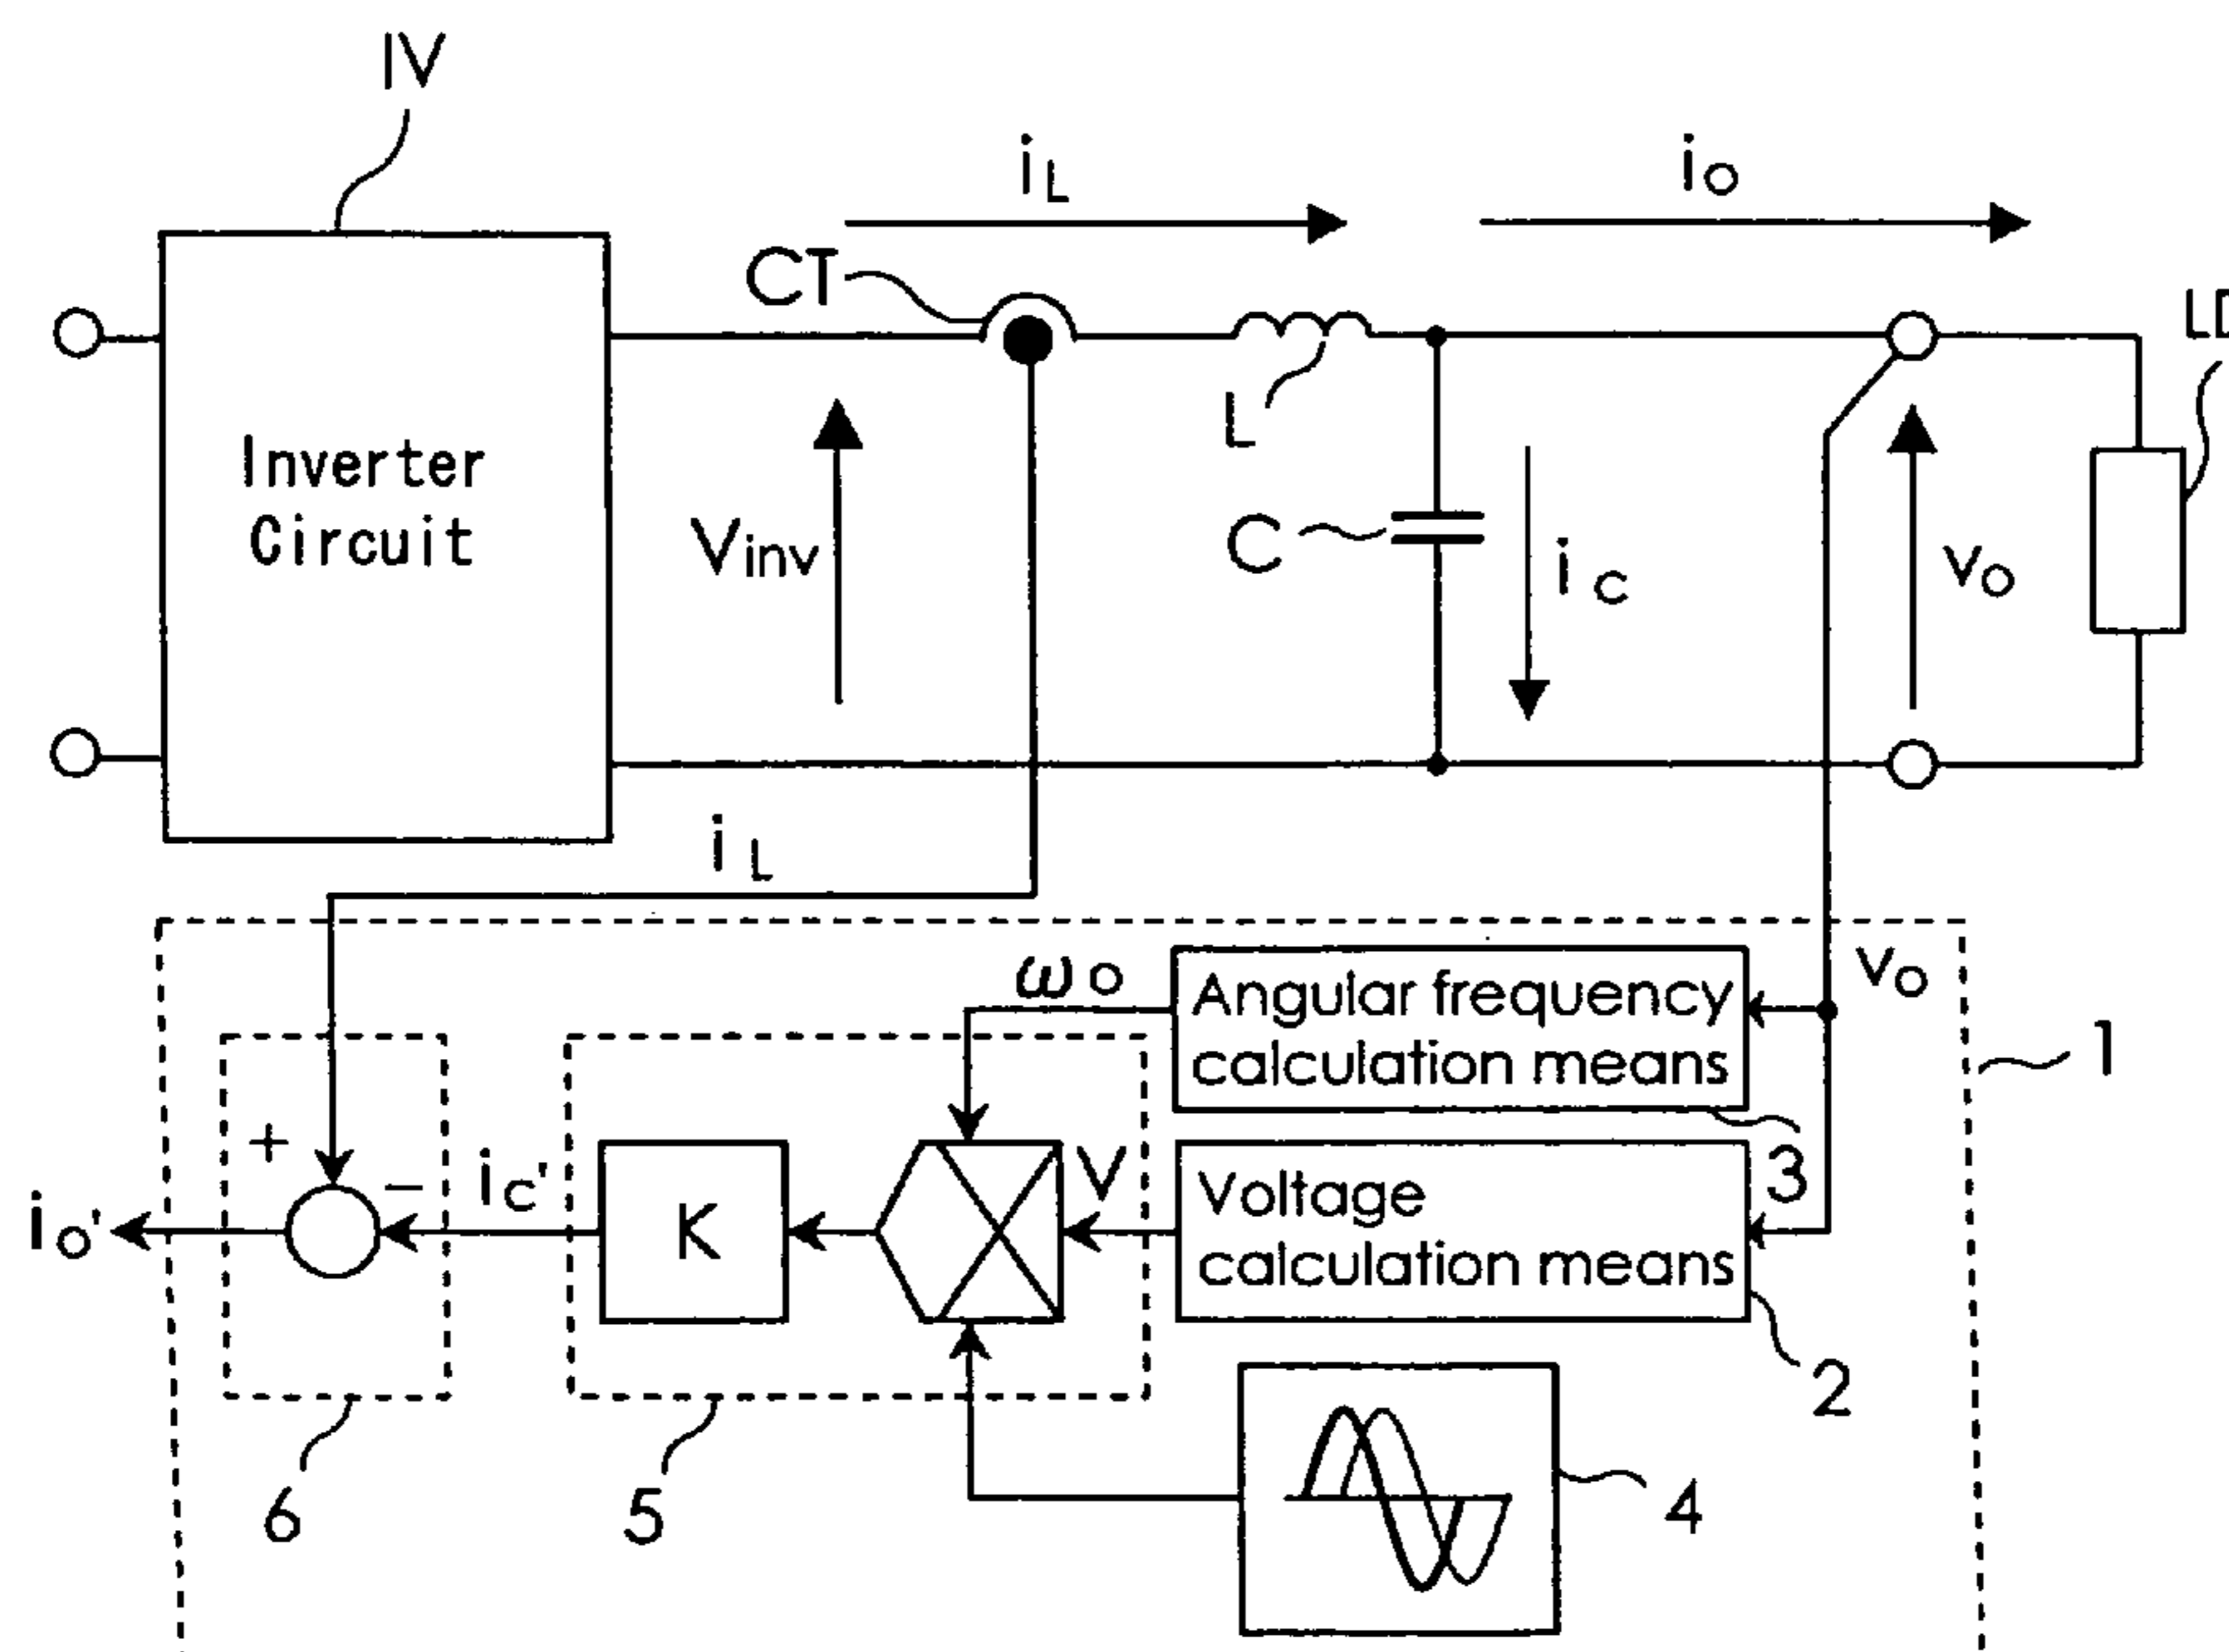 IV
iL
io
CT
LD
L
Inverter
Circuit
Vinv
C
ic
vo
iL
ωo
Angular frequency
calculation means
vo
1
+
−
ic'
K
V
3
Voltage
calculation means
io'
2
6
5
4